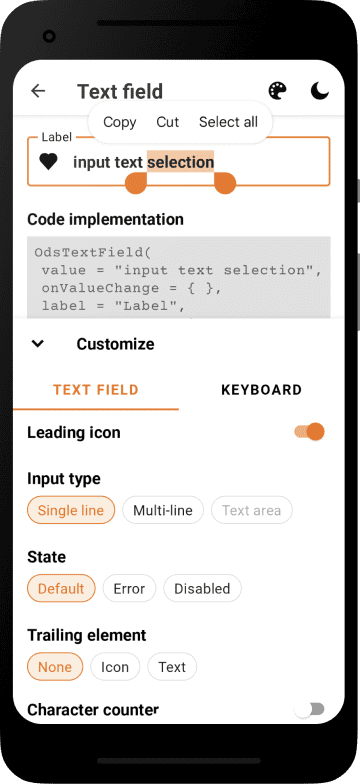 Text field
Copy Cut Select all
Label
input text selection
Code implementation
OdsTextField(
value = "input text selection",
onValueChange = { },
label = "Label",
Customize
TEXT FIELD KEYBOARD
Leading icon
Input type
Single line Multi-line Text area
State
Default Error Disabled
Trailing element
None Icon Text
Character counter